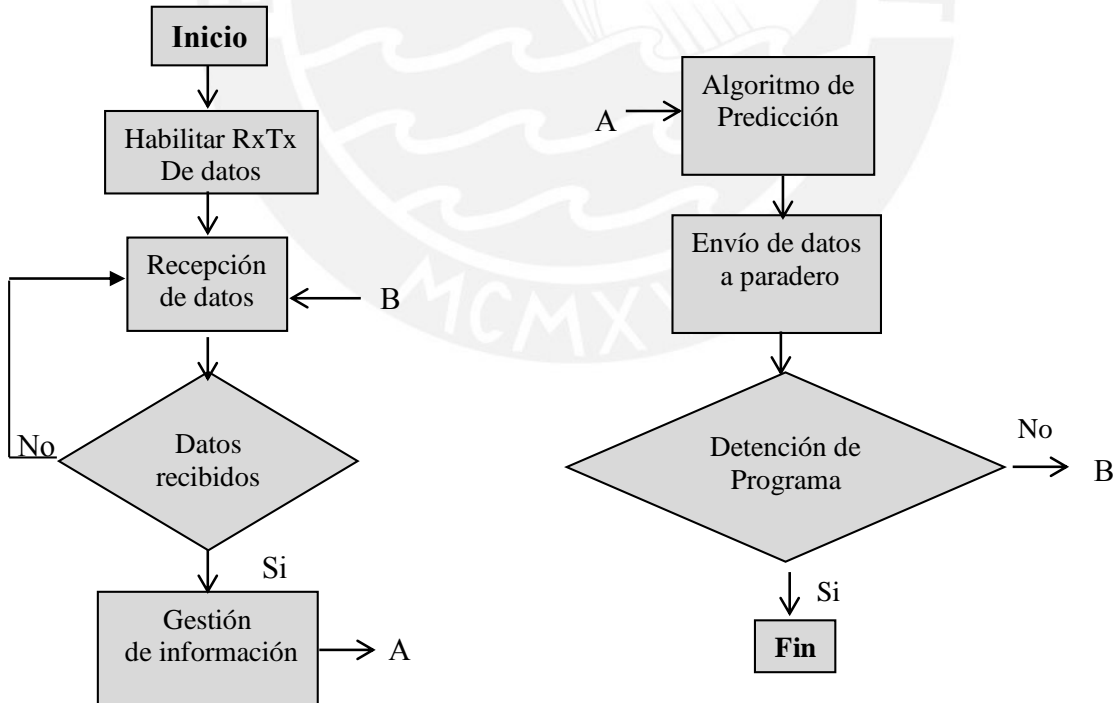 Inicio
Habilitar RxTx
De datos
Recepción
de datos
B
No
Datos
recibidos
Si
Gestión
de información
A
A
Algoritmo de
Predicción
Envío de datos
a paradero
Detención de
Programa
No
B
Si
Fin
MCMXV